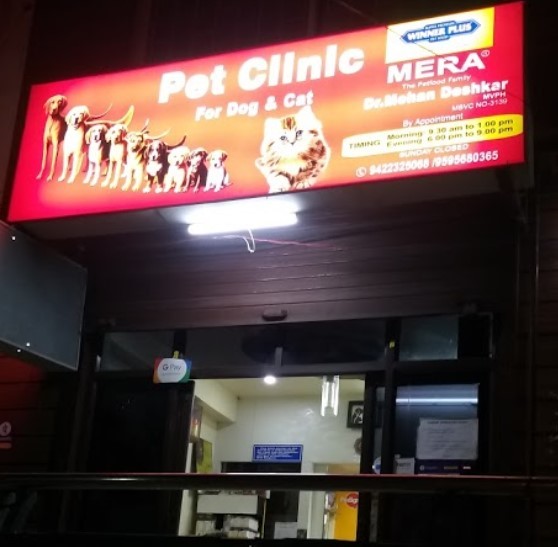 Pet Clinic
For Dog & Cat
WINNER PLUS
MERA®
The Petfood Family
Dr. Mohan Deshkar
MVPH
MSVC NO-3139
By Appointment
TIMING Morning 9.30 am to 1.00 pm
Evening 6.00 pm to 9.00 pm
SUNDAY CLOSED
9422325068 /9595680365
G Pay